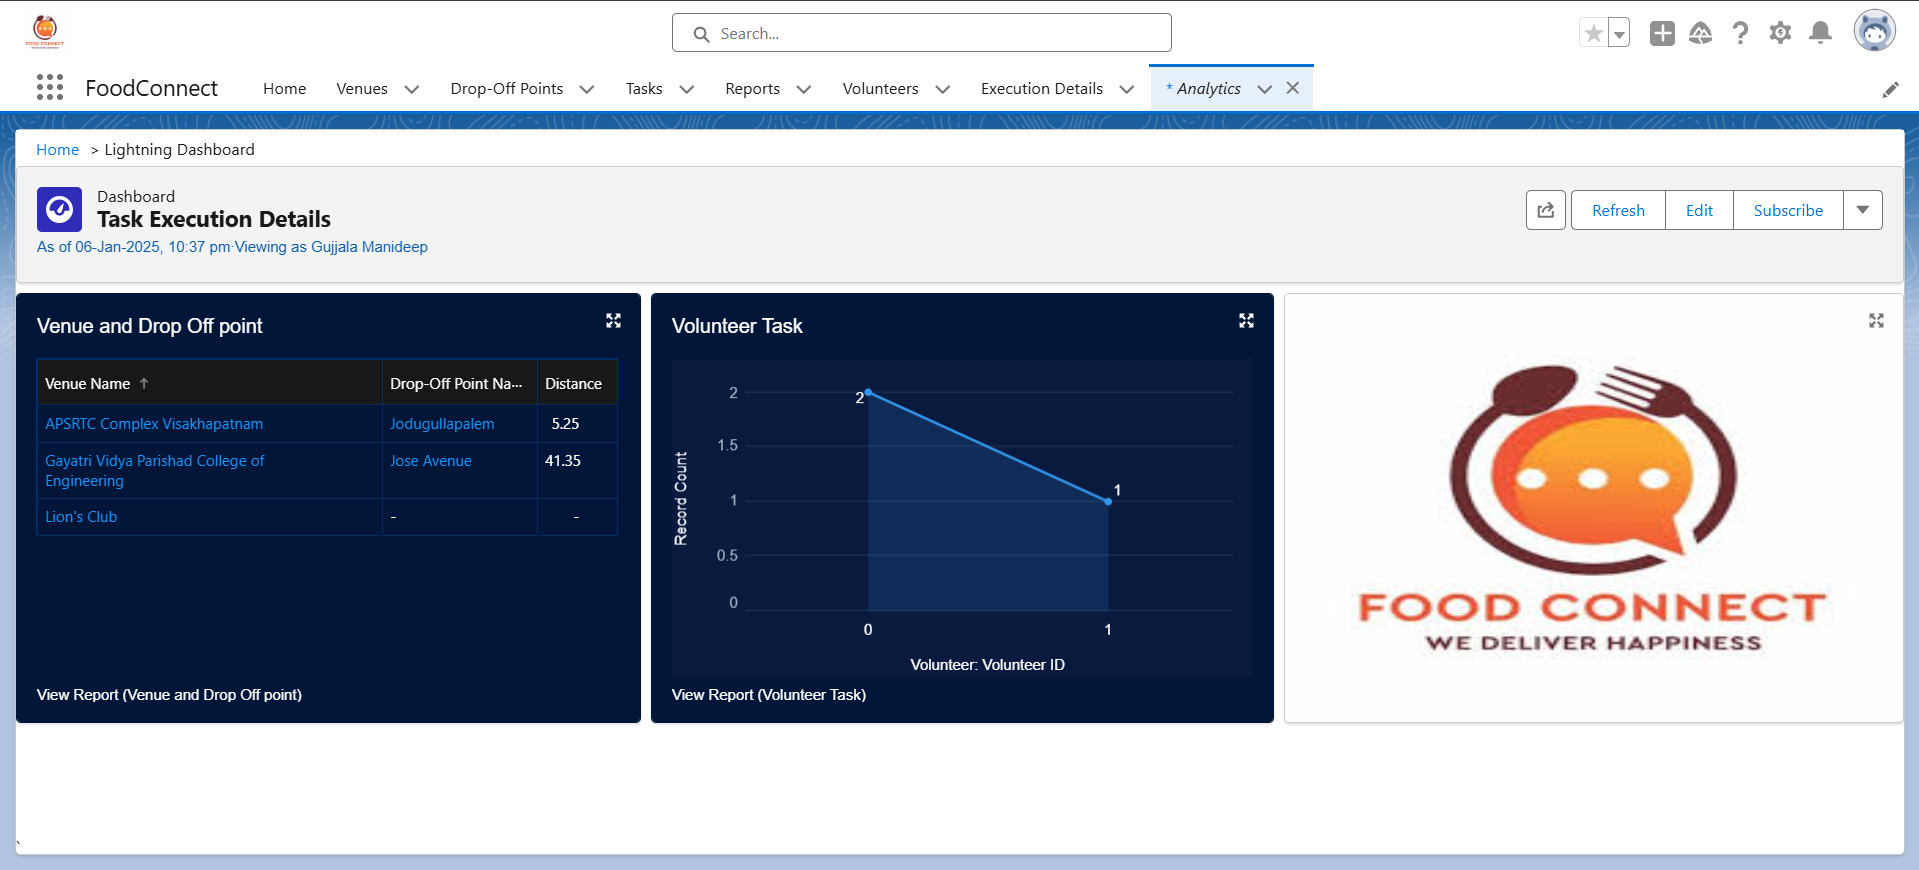 FOOD CONNECT
Search...
FoodConnect
Home
Venues
Drop-Off Points
Tasks
Reports
Volunteers
Execution Details
* Analytics
Home > Lightning Dashboard
Dashboard
Task Execution Details
As of 06-Jan-2025, 10:37 pm·Viewing as Gujjala Manideep
Refresh
Edit
Subscribe
Venue and Drop Off point
Venue Name ↑ Drop-Off Point Na... Distance
APSRTC Complex Visakhapatnam Jodugullapalem 5.25
Gayatri Vidya Parishad College of Jose Avenue 41.35
Engineering
Lion's Club - -
View Report (Venue and Drop Off point)
Volunteer Task
Record Count
2
1.5
1
0.5
0
2
1
0 1
Volunteer: Volunteer ID
View Report (Volunteer Task)
FOOD CONNECT
WE DELIVER HAPPINESS
`